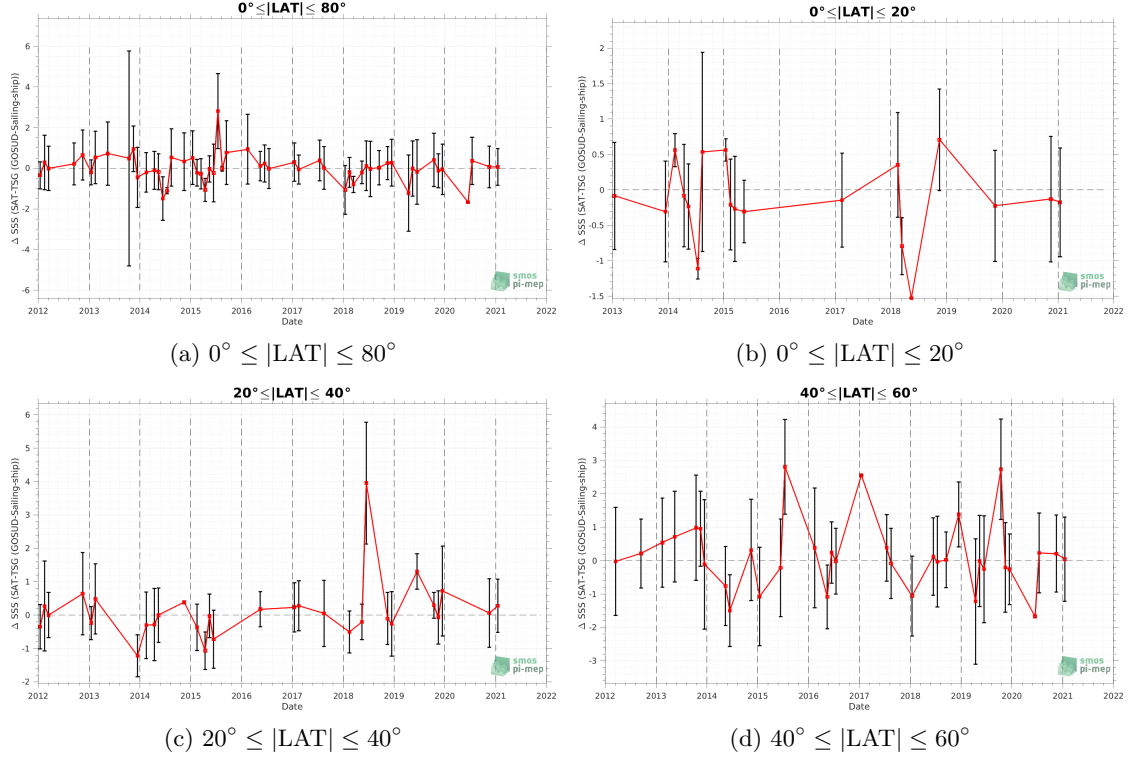 0°≤|LAT|≤ 80°
Δ SSS (SAT-TSG (GOSUD-Sailing-ship))
6
4
2
0
-2
-4
-6
2012 2013 2014 2015 2016 2017 2018 2019 2020 2021 2022
Date
smos
pi-mep
(a) 0° ≤ |LAT| ≤ 80°
0°≤|LAT|≤ 20°
Δ SSS (SAT-TSG (GOSUD-Sailing-ship))
2
1.5
1
0.5
0
-0.5
-1
-1.5
2013 2014 2015 2016 2017 2018 2019 2020 2021 2022
Date
smos
pi-mep
(b) 0° ≤ |LAT| ≤ 20°
20°≤|LAT|≤ 40°
Δ SSS (SAT-TSG (GOSUD-Sailing-ship))
6
5
4
3
2
1
0
-1
-2
2012 2013 2014 2015 2016 2017 2018 2019 2020 2021 2022
Date
smos
pi-mep
(c) 20° ≤ |LAT| ≤ 40°
40°≤|LAT|≤ 60°
Δ SSS (SAT-TSG (GOSUD-Sailing-ship))
4
3
2
1
0
-1
-2
-3
2012 2013 2014 2015 2016 2017 2018 2019 2020 2021 2022
Date
smos
pi-mep
(d) 40° ≤ |LAT| ≤ 60°